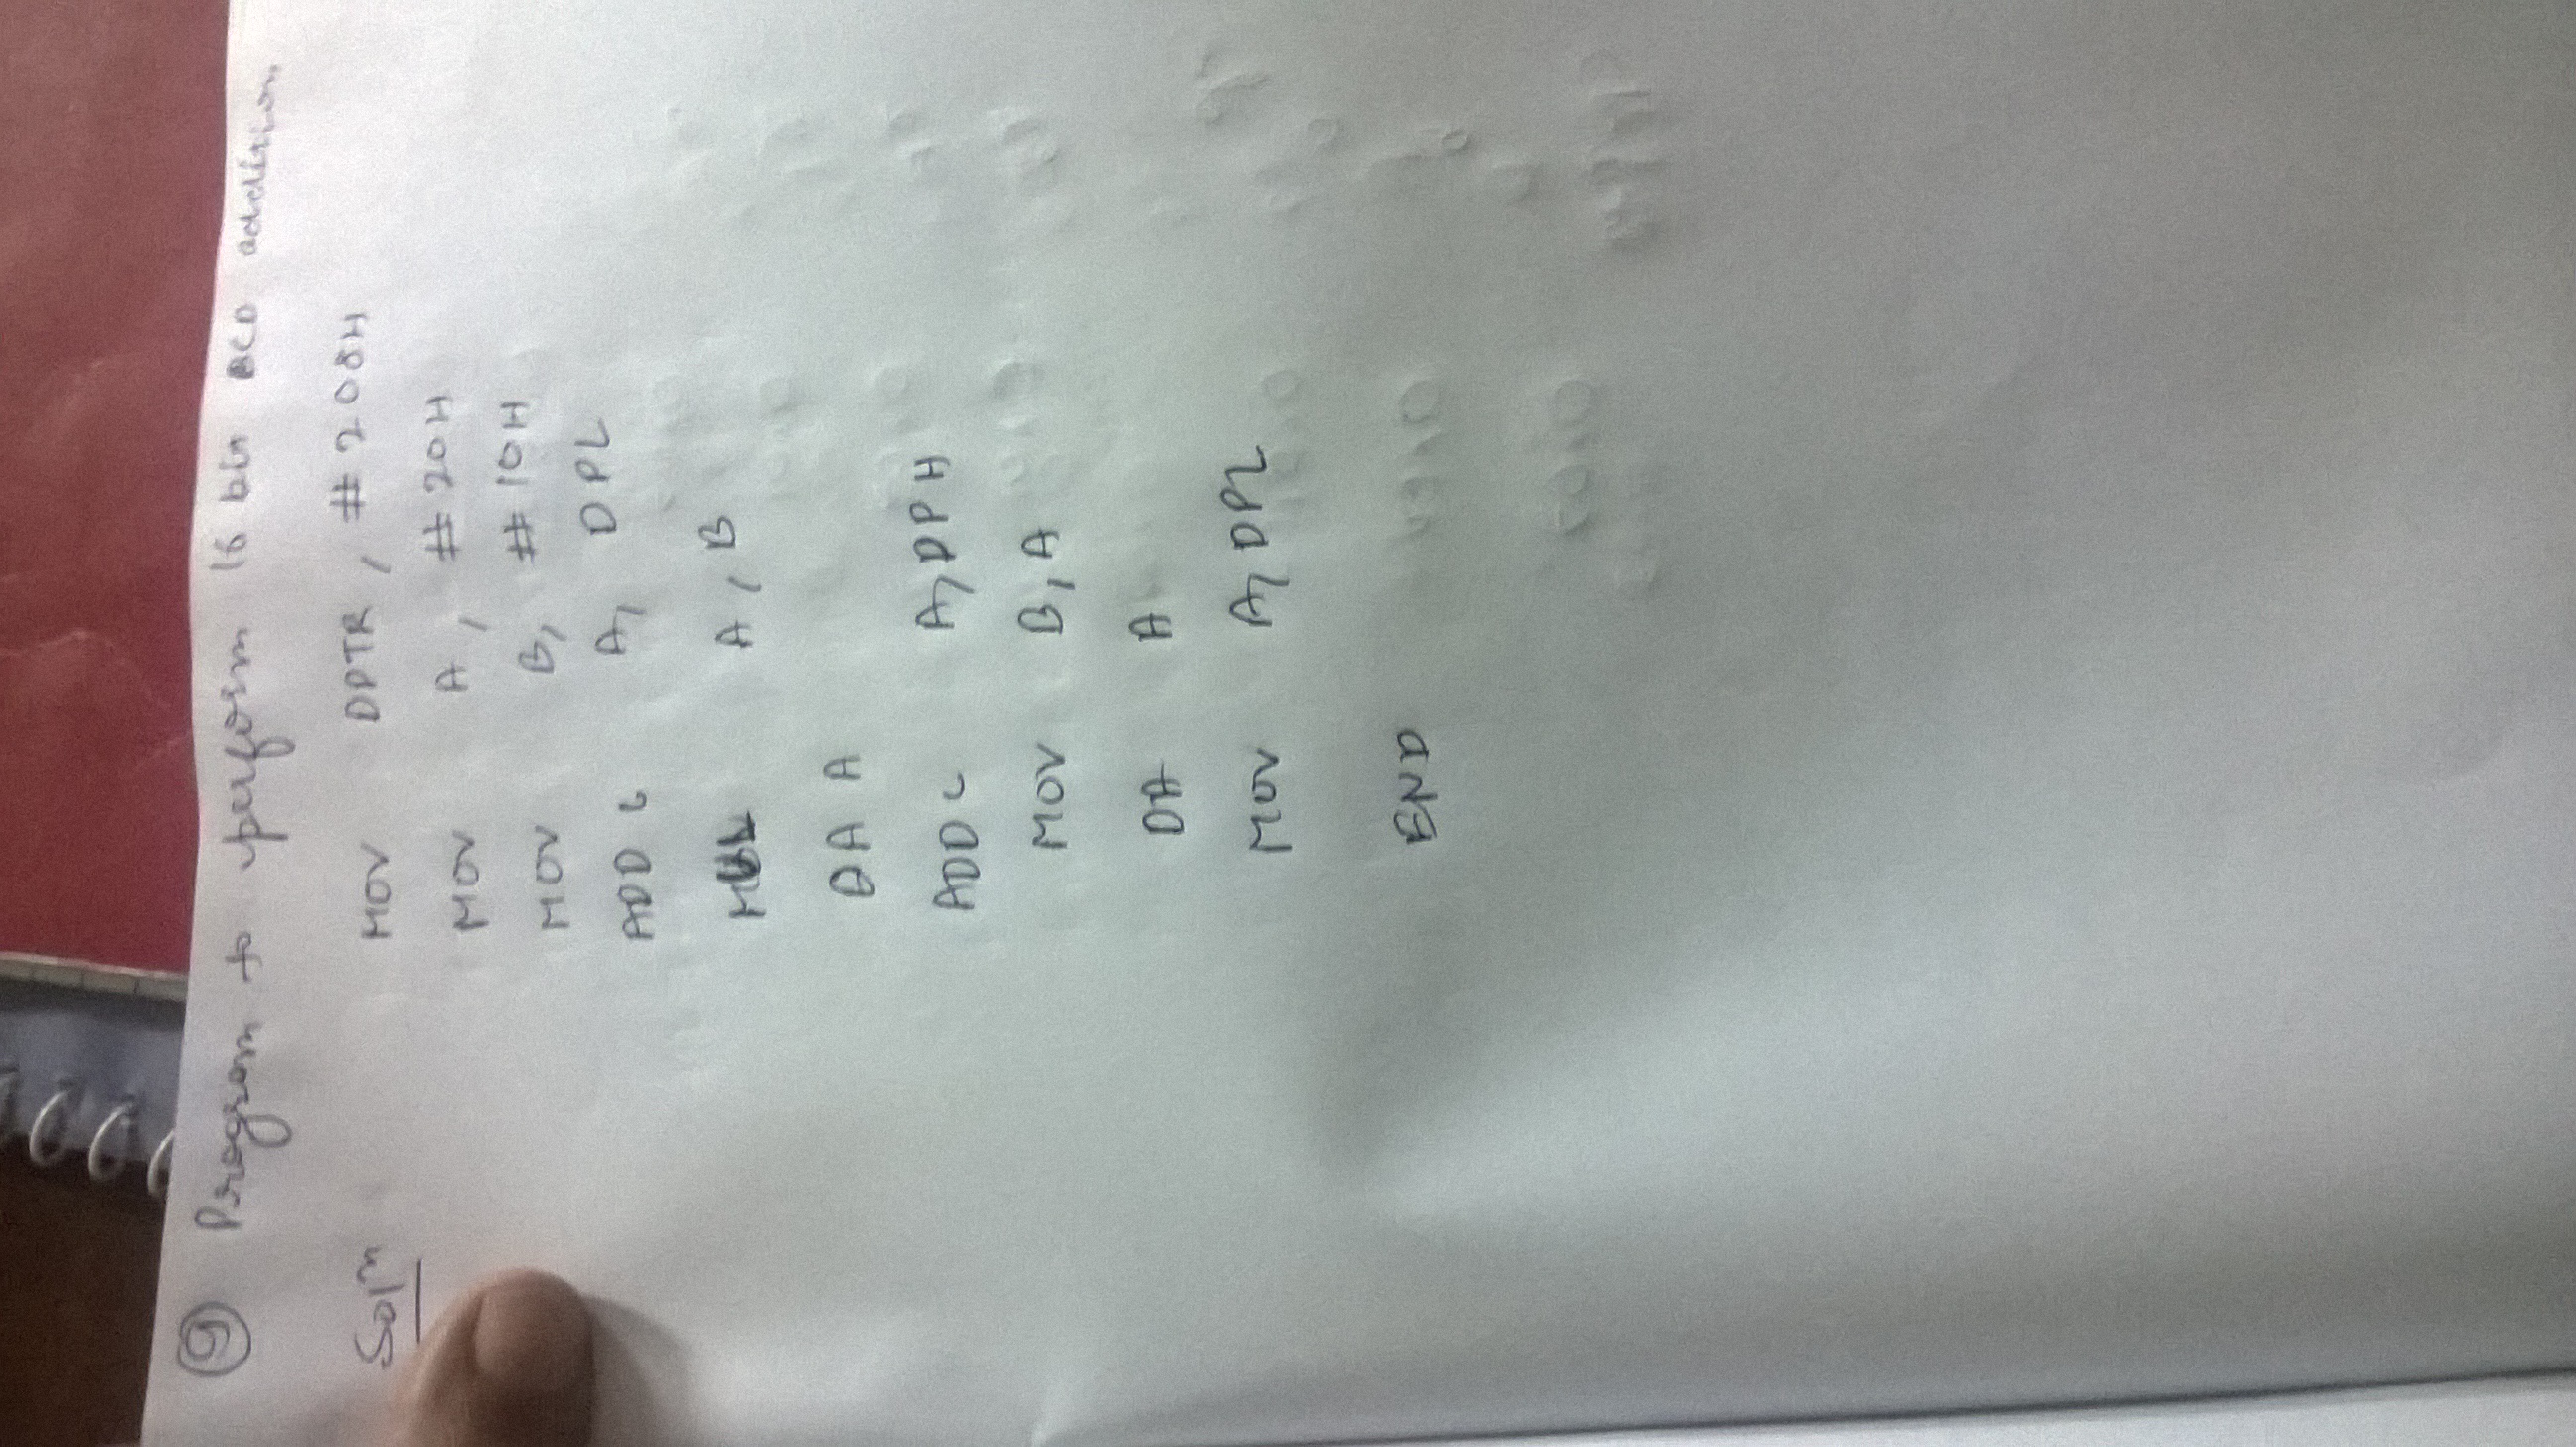 9 Program to perform 16 bit BCD addition
Soln MOV DPTR, #208H
MOV A, #20H
MOV B, #10H
ADD C A, DPL
A, B
DA A
ADD C A, DPH
MOV B, A
DA A
MOV A, DPL
END